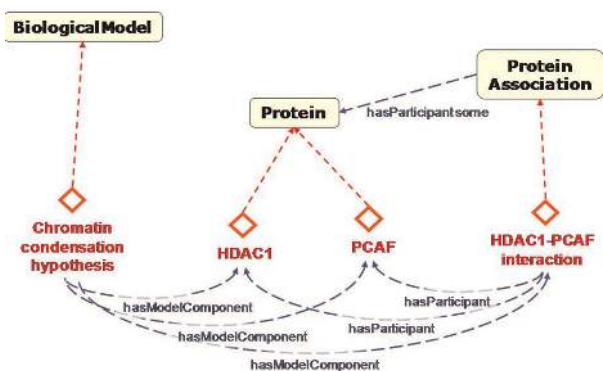 BiologicalModel
Protein
Association
Protein
hasParticipantsome
Chromatin
condensation
hypothesis
HDAC1
PCAF
HDAC1-PCAF
interaction
hasModelComponent
hasParticipant
hasParticipant
hasModelComponent
hasModelComponent